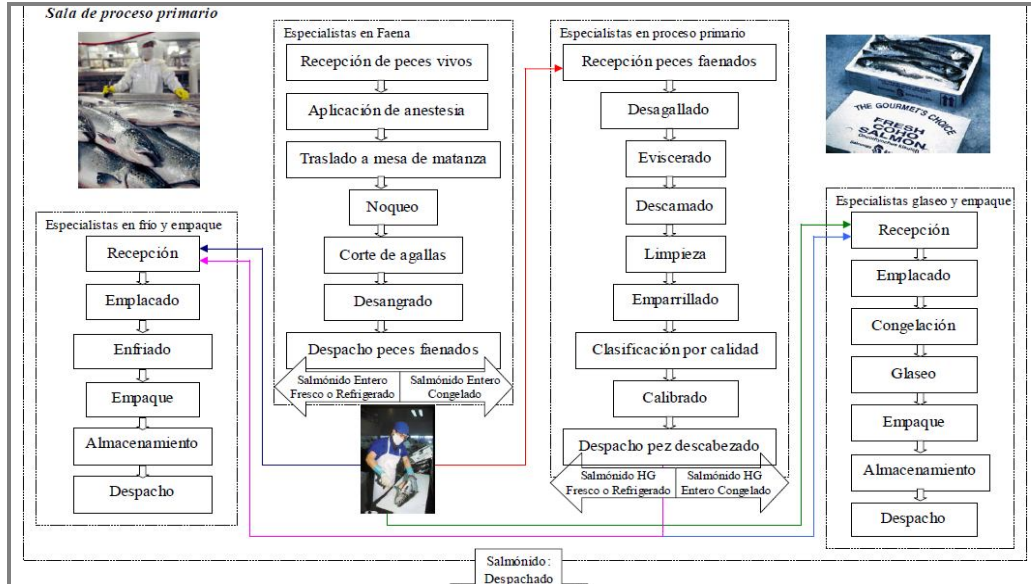 Sala de proceso primario
Especialistas en Faena
Recepción de peces vivos
Aplicación de anestesia
Traslado a mesa de matanza
Noqueo
Corte de agallas
Desangrado
Despacho peces faenados
Salmónido Entero
Fresco o Refrigerado
Salmónido Entero
Congelado
Especialistas en proceso primario
Recepción peces faenados
Desagallado
Eviscerado
Descamado
Limpieza
Emparrillado
Clasificación por calidad
Calibrado
Despacho pez descabezado
Salmónido HG
Fresco o Refrigerado
Salmónido HG
Entero Congelado
THE GOURMET'S CHOICE
FRESH
COHO
SALMON
Especialistas en frío y empaque
Recepción
Emplacado
Enfriado
Empaque
Almacenamiento
Despacho
Especialistas glaseo y empaque
Recepción
Emplacado
Congelación
Glaseo
Empaque
Almacenamiento
Despacho
Salmónido:
Despachado